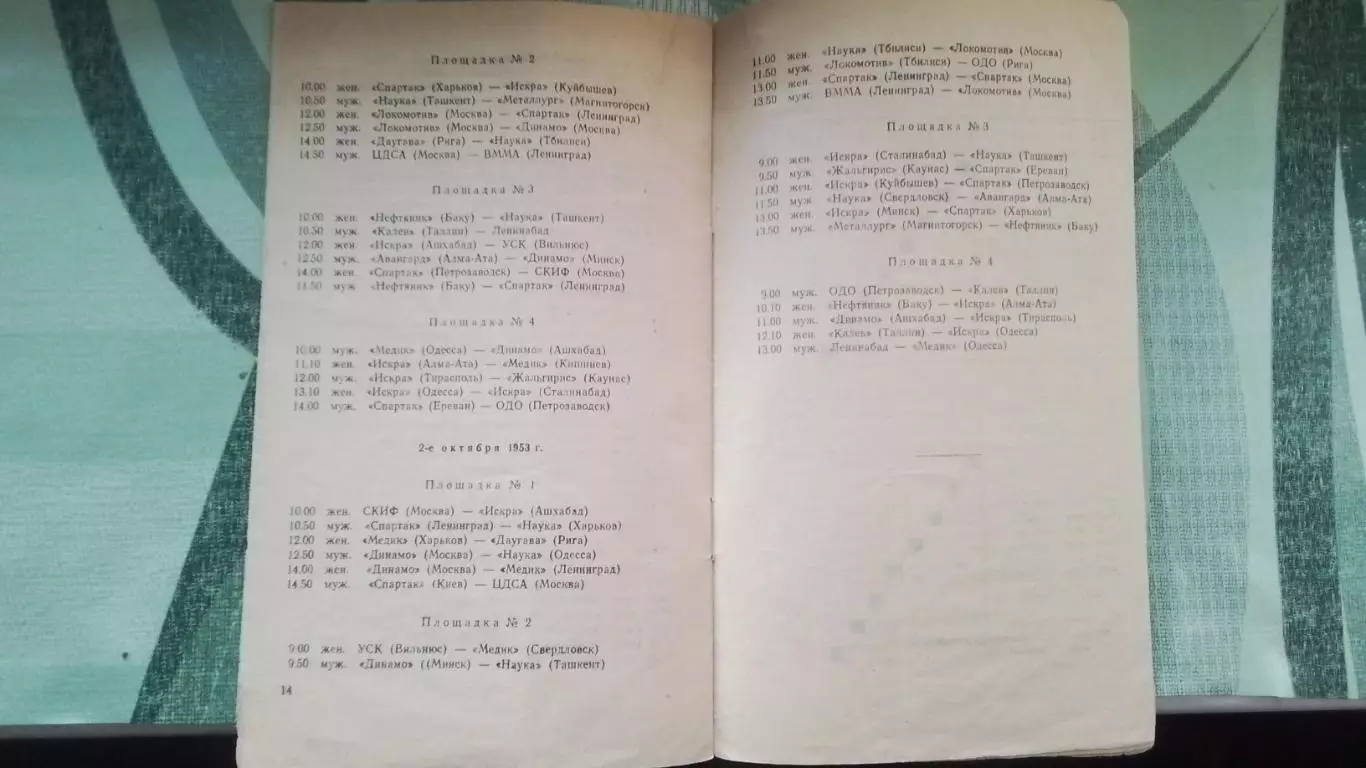 Площадка № 2
10.00 жен. «Спартак» (Харьков) — «Искра» (Куйбышев)
10.50 муж. «Наука» (Ташкент) — «Металлург» (Магнитогорск)
12.00 жен. «Локомотив» (Москва) — «Спартак» (Ленинград)
12.50 муж. «Локомотив» (Москва) — «Динамо» (Москва)
14.00 жен. «Даугава» (Рига) — «Наука» (Тбилиси)
14.50 муж. ЦДСА (Москва) — ВММА (Ленинград)
Площадка № 3
10.00 жен. «Нефтяник» (Баку) — «Наука» (Ташкент)
10.50 муж. «Калев» (Таллин) — Ленинабад
12.00 жен. «Искра» (Ашхабад) — УСК (Вильнюс)
12.50 муж. «Авангард» (Алма-Ата) — «Динамо» (Минск)
14.00 жен. «Спартак» (Петрозаводск) — СКИФ (Москва)
14.50 муж «Нефтяник» (Баку) — «Спартак» (Ленинград)
Площадка № 4
10.00 муж. «Медик» (Одесса) — «Динамо» (Ашхабад)
11.10 жен. «Искра» (Алма-Ата) — «Медик» (Кишинев)
12.00 муж. «Искра» (Тирасполь) — «Жальгирис» (Каунас)
13.10 жен. «Искра» (Одесса) — «Искра» (Сталинабад)
14.00 муж. «Спартак» (Ереван) — ОДО (Петрозаводск)
2-е октября 1953 г.
Площадка № 1
10.00 жен. СКИФ (Москва) — «Искра» (Ашхабад)
10.50 муж. «Спартак» (Ленинград) — «Наука» (Харьков)
12.00 жен. «Медик» (Харьков) — «Даугава» (Рига)
12.50 муж. «Динамо» (Москва) — «Наука» (Одесса)
14.00 жен. «Динамо» (Москва) — «Медик» (Ленинград)
14.50 муж. «Спартак» (Киев) — ЦДСА (Москва)
Площадка № 2
9.00 жен. УСК (Вильнюс) — «Медик» (Свердловск)
9.50 муж. «Динамо» ((Минск) — «Наука» (Ташкент)
14
11.00 жен. «Наука» (Тбилиси) — «Локомотив» (Москва)
11.50 муж. «Локомотив» (Тбилиси) — ОДО (Рига)
13.00 жен. «Спартак» (Ленинград) — «Спартак» (Москва)
13.50 муж. ВММА (Ленинград) — «Локомотив» (Москва)
Площадка № 3
9.00 жен. «Искра» (Сталинабад) — «Наука» (Ташкент)
9.50 муж. «Жальгирис» (Каунас) — «Спартак» (Ереван)
11.00 жен. «Искра» (Куйбышев) — «Спартак» (Петрозаводск)
11.50 муж «Наука» (Свердловск) — «Авангард» (Алма-Ата)
13.00 жен. «Искра» (Минск) — «Спартак» (Харьков)
13.50 муж. «Металлург» (Магнитогорск) — «Нефтяник» (Баку)
Площадка № 4
9.00 муж. ОДО (Петрозаводск) — «Калев» (Таллин)
10.10 жен. «Нефтяник» (Баку) — «Искра» (Алма-Ата)
11.00 муж. «Динамо» (Ашхабад) — «Искра» (Тирасполь)
12.10 жен. «Калев» (Таллин) — «Искра» (Одесса)
13.00 муж. Ленинабад — «Медик» (Одесса)